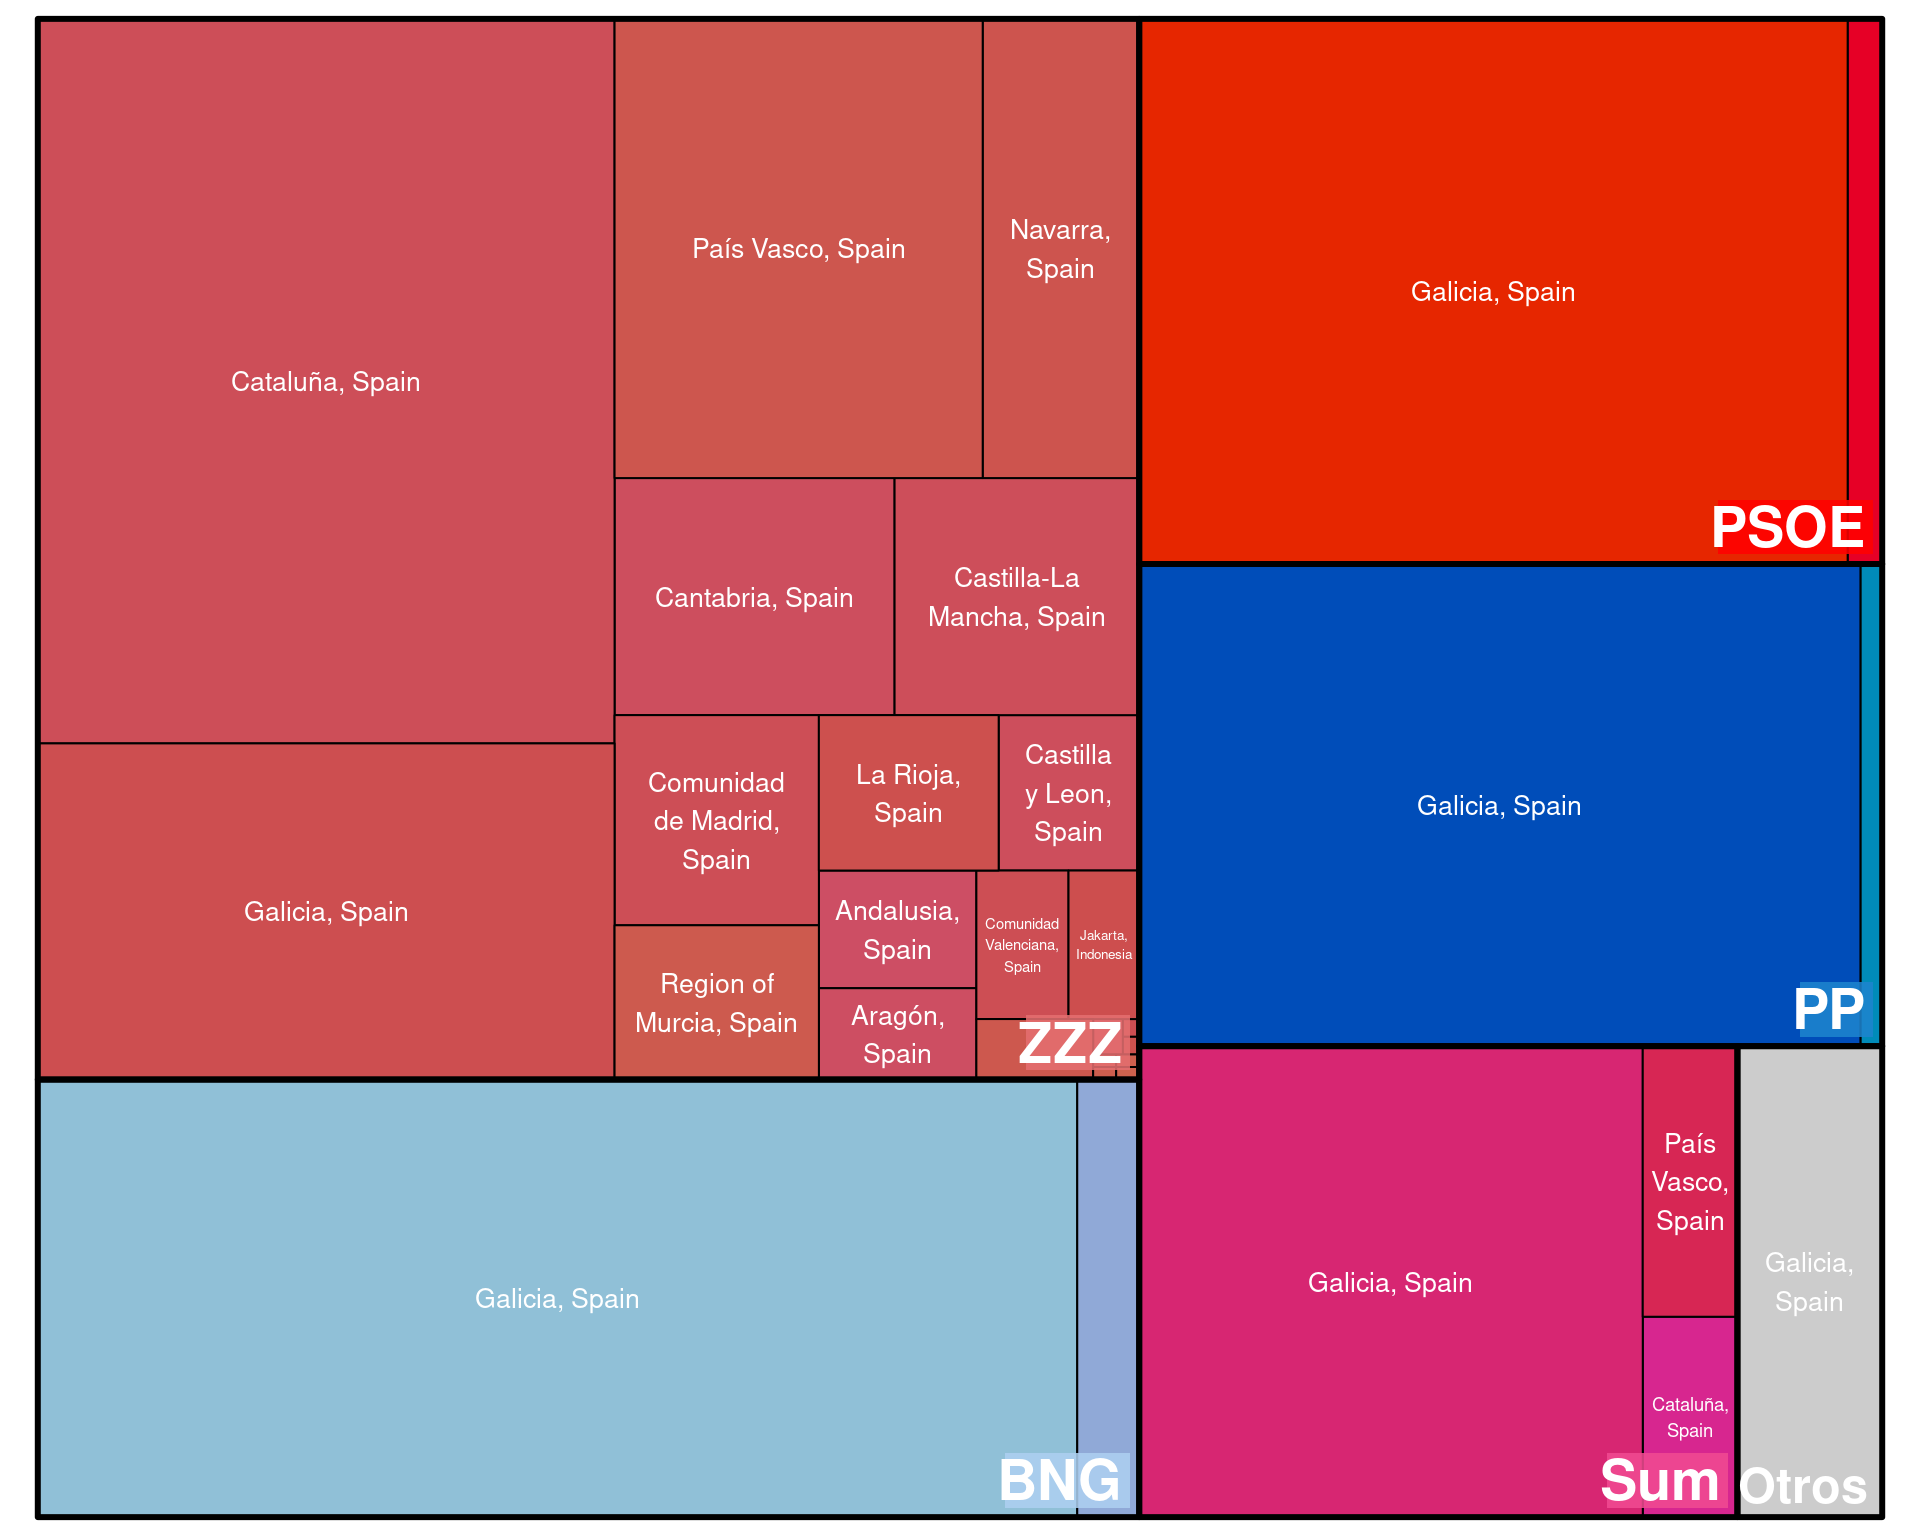 Cataluña, Spain
País Vasco, Spain
Navarra,
Spain
Cantabria, Spain
Castilla-La
Mancha, Spain
Galicia, Spain
Comunidad
de Madrid,
Spain
La Rioja,
Spain
Castilla
y Leon,
Spain
Region of
Murcia, Spain
Andalusia,
Spain
Aragón,
Spain
Comunidad
Valenciana,
Spain
Jakarta,
Indonesia
ZZZ
Galicia, Spain
BNG
Galicia, Spain
PSOE
Galicia, Spain
PP
Galicia, Spain
País
Vasco,
Spain
Cataluña,
Spain
Sum
Galicia,
Spain
Otros